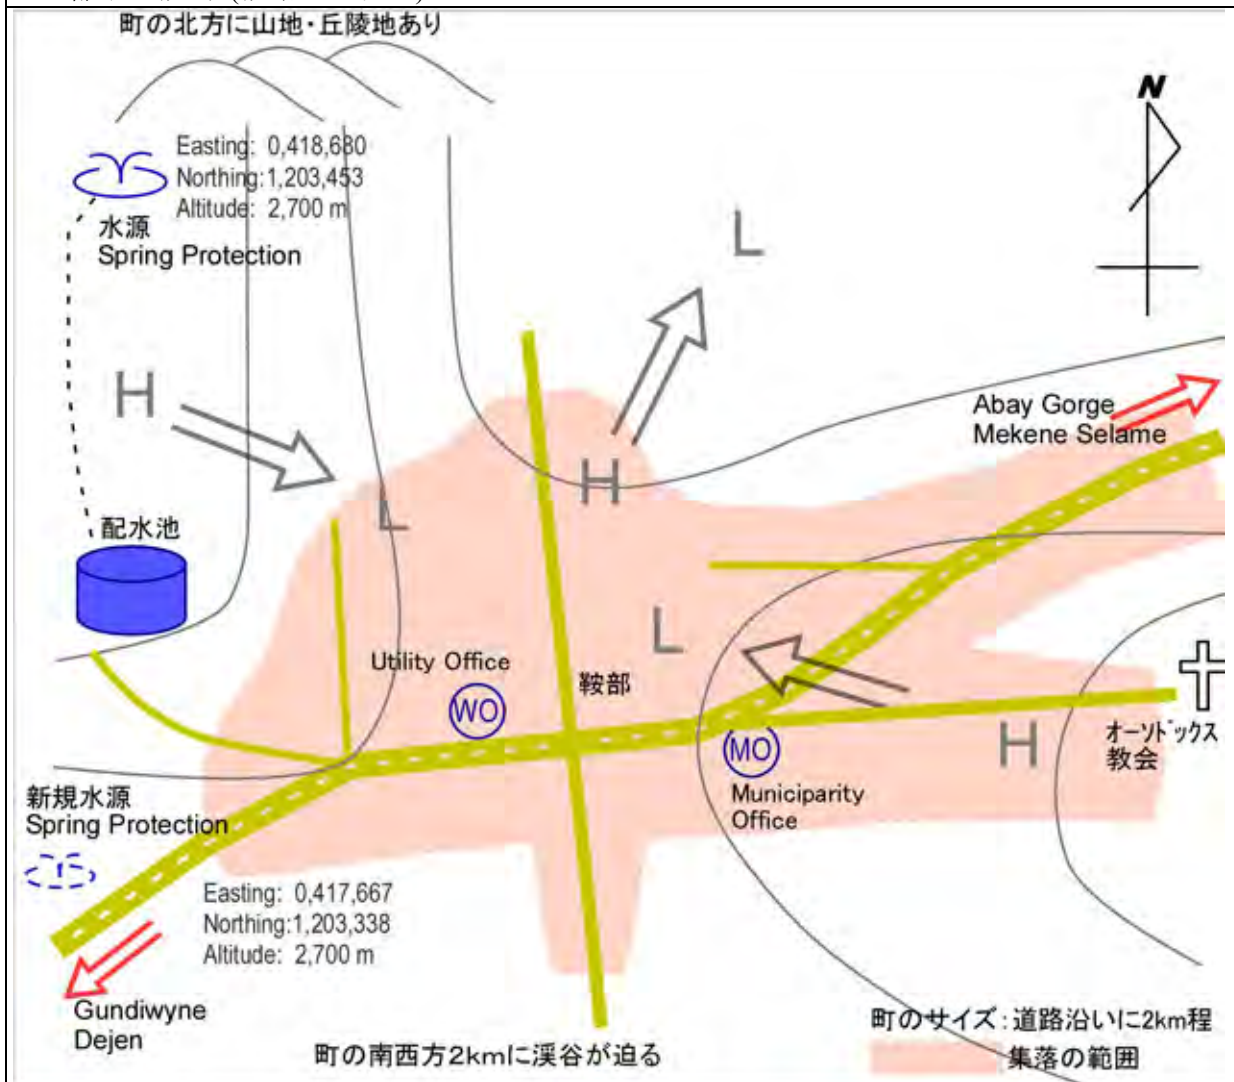 町の北方に山地・丘陵地あり
N
Easting: 0,418,680
Northing:1,203,453
Altitude: 2,700 m
水源
Spring Protection
L
H
H
L
Abay Gorge
Mekene Selame
配水池
L
Utility Office
WO
鞍部
MO
Municiparity
Office
H
オーソドックス
教会
新規水源
Spring Protection
Easting: 0,417,667
Northing:1,203,338
Altitude: 2,700 m
Gundiwyne
Dejen
町の南西方2kmに渓谷が迫る
町のサイズ:道路沿いに2km程
集落の範囲